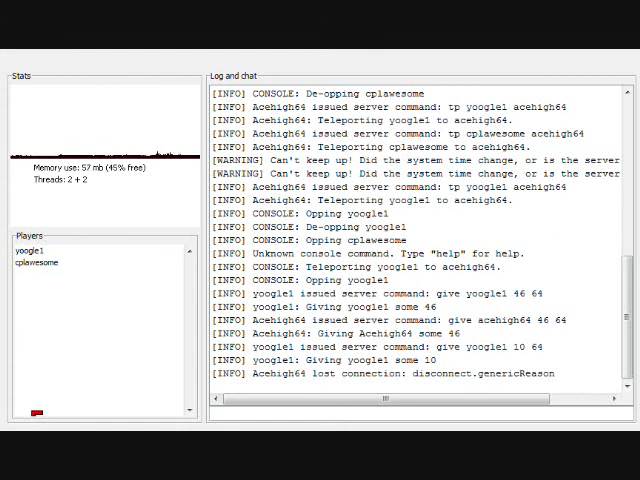 Stats
Memory use: 57 mb (45% free)
Threads: 2 + 2
Players
yoogle1
cplawesome
Log and chat
[INFO] CONSOLE: De-opping cplawesome
[INFO] Acehigh64 issued server command: tp yoogle1 acehigh64
[INFO] Acehigh64: Teleporting yoogle1 to acehigh64.
[INFO] Acehigh64 issued server command: tp cplawesome acehigh64
[INFO] Acehigh64: Teleporting cplawesome to acehigh64.
[WARNING] Can't keep up! Did the system time change, or is the server
[WARNING] Can't keep up! Did the system time change, or is the server
[INFO] Acehigh64 issued server command: tp yoogle1 acehigh64
[INFO] Acehigh64: Teleporting yoogle1 to acehigh64.
[INFO] CONSOLE: Opping yoogle1
[INFO] CONSOLE: De-opping yoogle1
[INFO] CONSOLE: Opping cplawesome
[INFO] Unknown console command. Type "help" for help.
[INFO] CONSOLE: Teleporting yoogle1 to acehigh64.
[INFO] CONSOLE: Opping yoogle1
[INFO] yoogle1 issued server command: give yoogle1 46 64
[INFO] yoogle1: Giving yoogle1 some 46
[INFO] Acehigh64 issued server command: give acehigh64 46 64
[INFO] Acehigh64: Giving Acehigh64 some 46
[INFO] yoogle1 issued server command: give yoogle1 10 64
[INFO] yoogle1: Giving yoogle1 some 10
[INFO] Acehigh64 lost connection: disconnect.genericReason